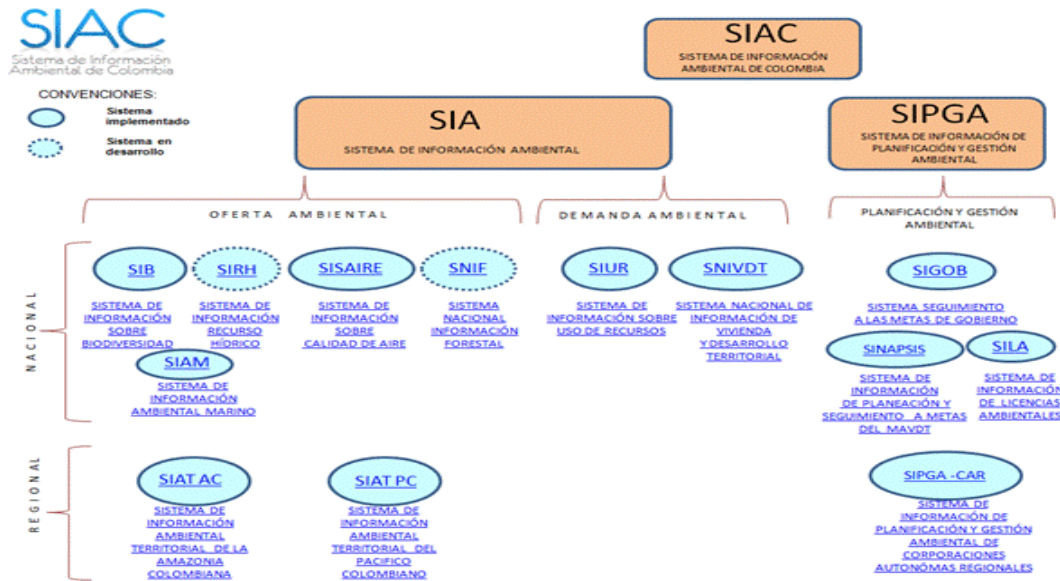 SIAC
Sistema de Información
Ambiental de Colombia
CONVENCIONES:
Sistema
implementado
Sistema en
desarrollo
SIAC
SISTEMA DE INFORMACIÓN
AMBIENTAL DE COLOMBIA
SIA
SISTEMA DE INFORMACIÓN AMBIENTAL
SIPGA
SISTEMA DE INFORMACIÓN DE
PLANIFICACIÓN Y GESTIÓN
AMBIENTAL
OFERTA AMBIENTAL
DEMANDA AMBIENTAL
PLANIFICACIÓN Y GESTIÓN
AMBIENTAL
NACIONAL
SIB
SISTEMA DE
INFORMACIÓN
SOBRE
BIODIVERSIDAD
SIRH
SISTEMA DE
INFORMACIÓN
RECURSO
HÍDRICO
SISAIRE
SISTEMA DE
INFORMACIÓN
SOBRE
CALIDAD DE AIRE
SNIF
SISTEMA
NACIONAL
INFORMACIÓN
FORESTAL
SIUR
SISTEMA DE
INFORMACIÓN SOBRE
USO DE RECURSOS
SNIVDT
SISTEMA NACIONAL DE
INFORMACIÓN DE
VIVIENDA
Y DESARROLLO
TERRITORIAL
SIGOB
SISTEMA SEGUIMIENTO
A LAS METAS DE GOBIERNO
SIAM
SISTEMA DE
INFORMACIÓN
AMBIENTAL MARINO
SINAPSIS
SISTEMA DE
INFORMACIÓN
DE PLANEACIÓN Y
SEGUIMIENTO A METAS
DEL MAVDT
SILA
SISTEMA DE
INFORMACIÓN
DE LICENCIAS
AMBIENTALES
REGIONAL
SIAT AC
SISTEMA DE
INFORMACIÓN
AMBIENTAL
TERRITORIAL DE LA
AMAZONIA
COLOMBIANA
SIAT PC
SISTEMA DE
INFORMACIÓN
AMBIENTAL
TERRITORIAL DEL
PACIFICO
COLOMBIANO
SIPGA -CAR
SISTEMA DE
INFORMACIÓN DE
PLANIFICACIÓN Y GESTIÓN
AMBIENTAL DE
CORPORACIONES
AUTONÓMAS REGIONALES